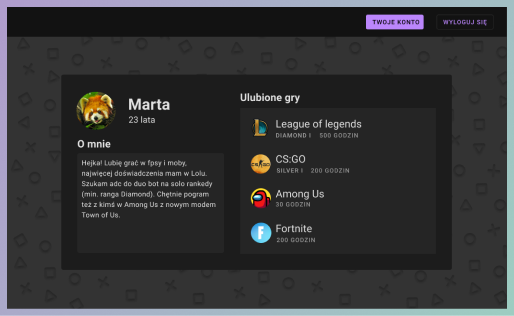 TWOJE KONTO
WYLOGUJ SIĘ
Marta
23 lata
O mnie
Hejka! Lubię grać w fpsy i moby,
najwięcej doświadczenia mam w Lolu.
Szukam adc do duo bot na solo rankedy
(min. ranga Diamond). Chętnie pogram
też z kimś w Among Us z nowym modem
Town of Us.
Ulubione gry
League of legends
DIAMOND I 500 GODZIN
CS:GO
SILVER I 200 GODZIN
Among Us
30 GODZIN
Fortnite
200 GODZIN